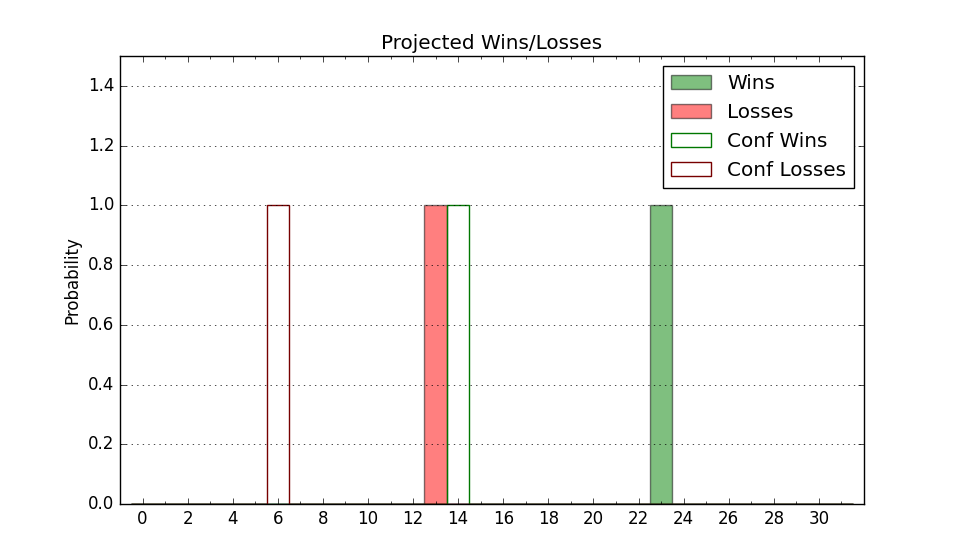 Projected Wins/Losses
Wins
Losses
Conf Wins
Conf Losses
Probability
1.4
1.2
1.0
0.8
0.6
0.4
0.2
0.0
0 2 4 6 8 10 12 14 16 18 20 22 24 26 28 30